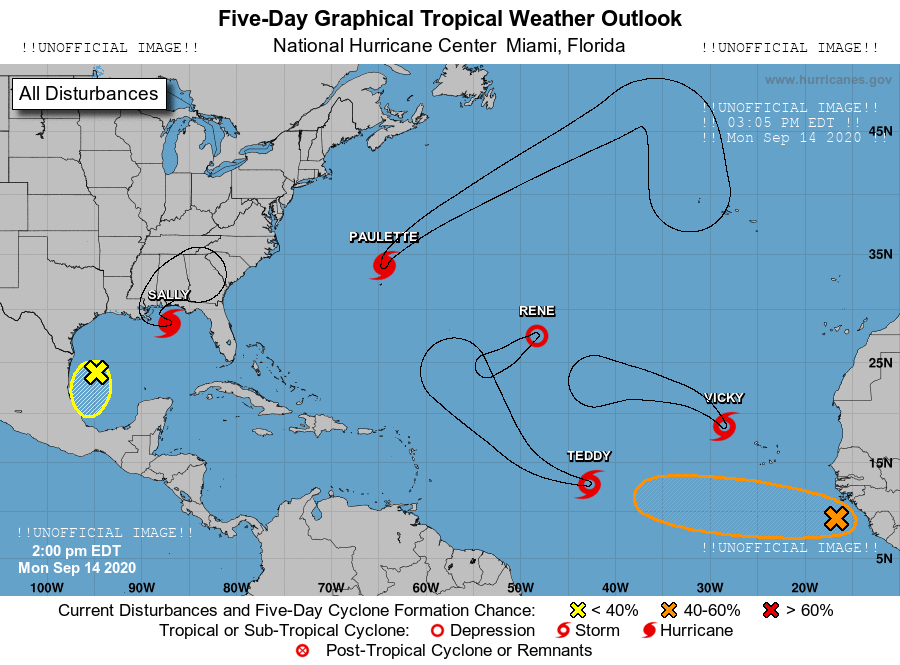 Five-Day Graphical Tropical Weather Outlook
!!UNOFFICIAL IMAGE!!
National Hurricane Center  Miami, Florida
!!UNOFFICIAL IMAGE!!
www.hurricanes.gov
All Disturbances
!!UNOFFICIAL IMAGE!!
!! 03:05 PM EDT !!
!! Mon Sep 14 2020 !!
45N
PAULETTE
35N
SALLY
RENE
25N
VICKY
TEDDY
15N
!!UNOFFICIAL IMAGE!!
2:00 pm EDT
Mon Sep 14 2020
!!UNOFFICIAL IMAGE!!
5N
100W 90W 80W 70W 60W 50W 40W 30W 20W
Current Disturbances and Five-Day Cyclone Formation Chance: < 40% 40-60% > 60%
Tropical or Sub-Tropical Cyclone: Depression Storm Hurricane
Post-Tropical Cyclone or Remnants